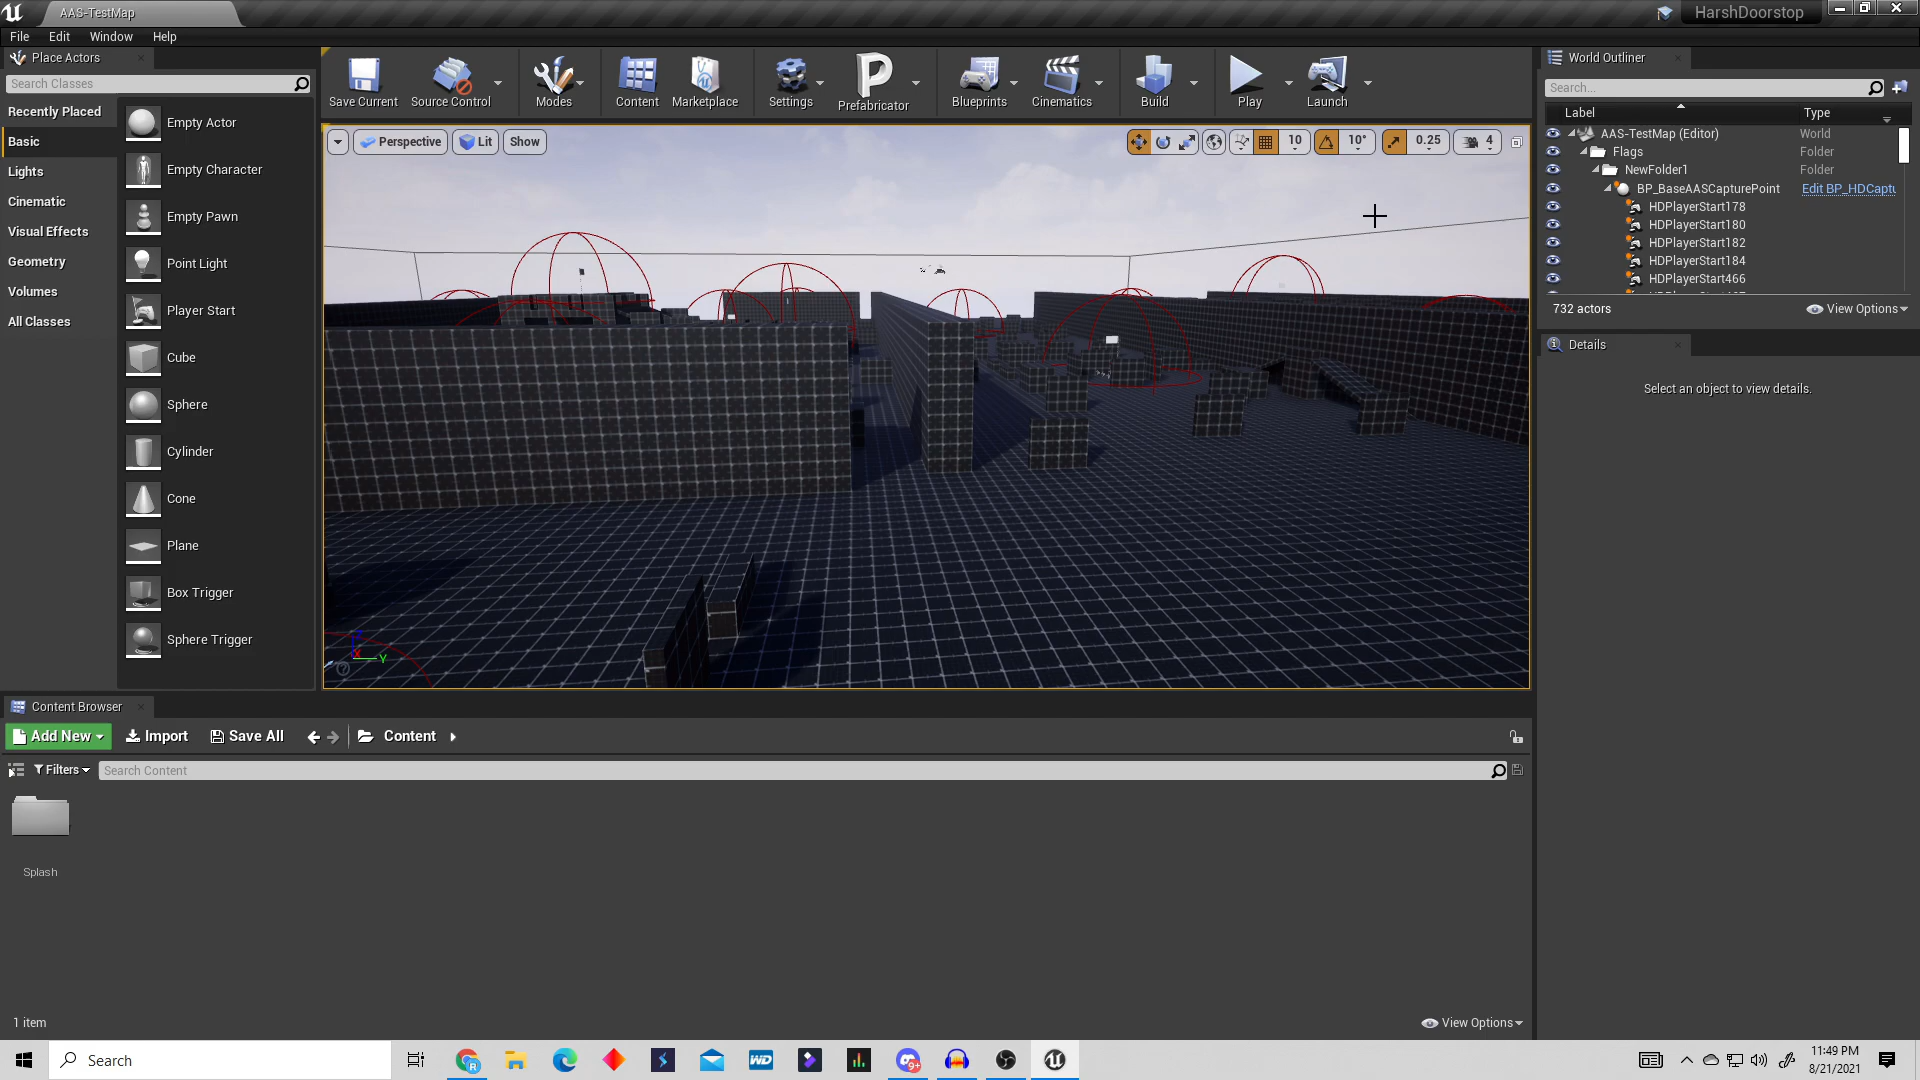 AAS-TestMap
HarshDoorstop
File Edit Window Help
Place Actors
Search Classes
Recently Placed
Basic
Lights
Cinematic
Visual Effects
Geometry
Volumes
All Classes
Empty Actor
Empty Character
Empty Pawn
Point Light
Player Start
Cube
Sphere
Cylinder
Cone
Plane
Box Trigger
Sphere Trigger
Save Current
Source Control
Modes
Content
Marketplace
Settings
Prefabricator
Blueprints
Cinematics
Build
Play
Launch
Perspective
Lit
Show
10
10°
0.25
4
X
Y
World Outliner
Search...
Label Type
AAS-TestMap (Editor) World
Flags Folder
NewFolder1 Folder
BP_BaseAASCapturePoint Edit BP_HDCaptu
HDPlayerStart178
HDPlayerStart180
HDPlayerStart182
HDPlayerStart184
HDPlayerStart466
732 actors
View Options
Details
Select an object to view details.
Content Browser
Add New
Import
Save All
Content
Filters
Search Content
Splash
1 item
View Options
Search
R
WD
9+
11:49 PM
8/21/2021